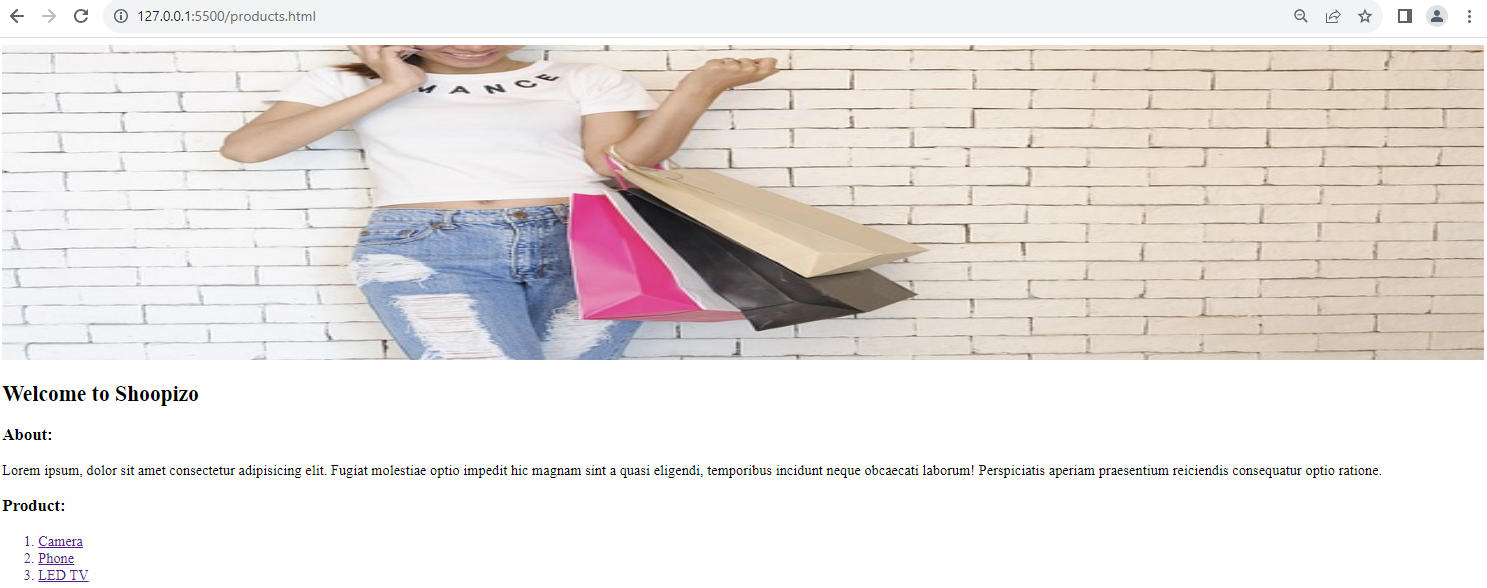 127.0.0.1:5500/products.html
MANCE
Welcome to Shoopizo
About:
Lorem ipsum, dolor sit amet consectetur adipisicing elit. Fugiat molestiae optio impedit hic magnam sint a quasi eligendi, temporibus incidunt neque obcaecati laborum! Perspiciatis aperiam praesentium reiciendis consequatur optio ratione.
Product:
1. Camera
2. Phone
3. LED TV